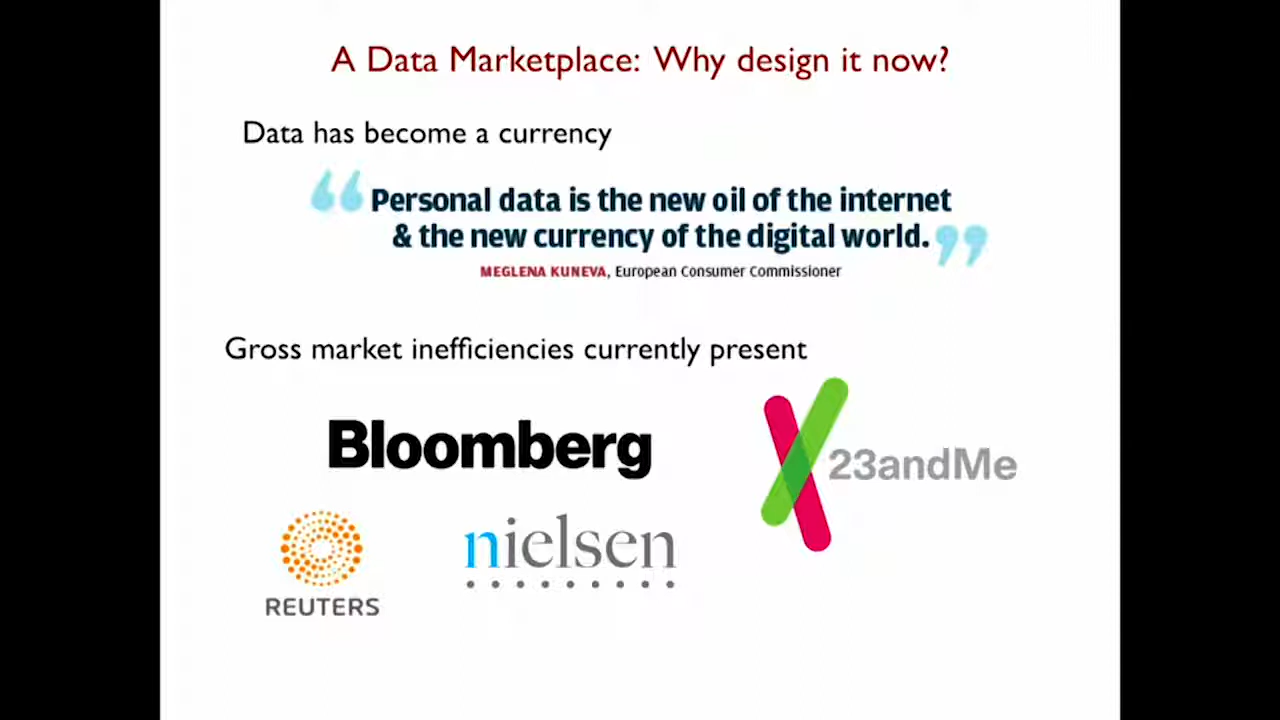 A Data Marketplace: Why design it now?
Data has become a currency
“Personal data is the new oil of the internet
& the new currency of the digital world.”
MEGLENA KUNEVA, European Consumer Commissioner
Gross market inefficiencies currently present
Bloomberg
23andMe
nielsen
REUTERS